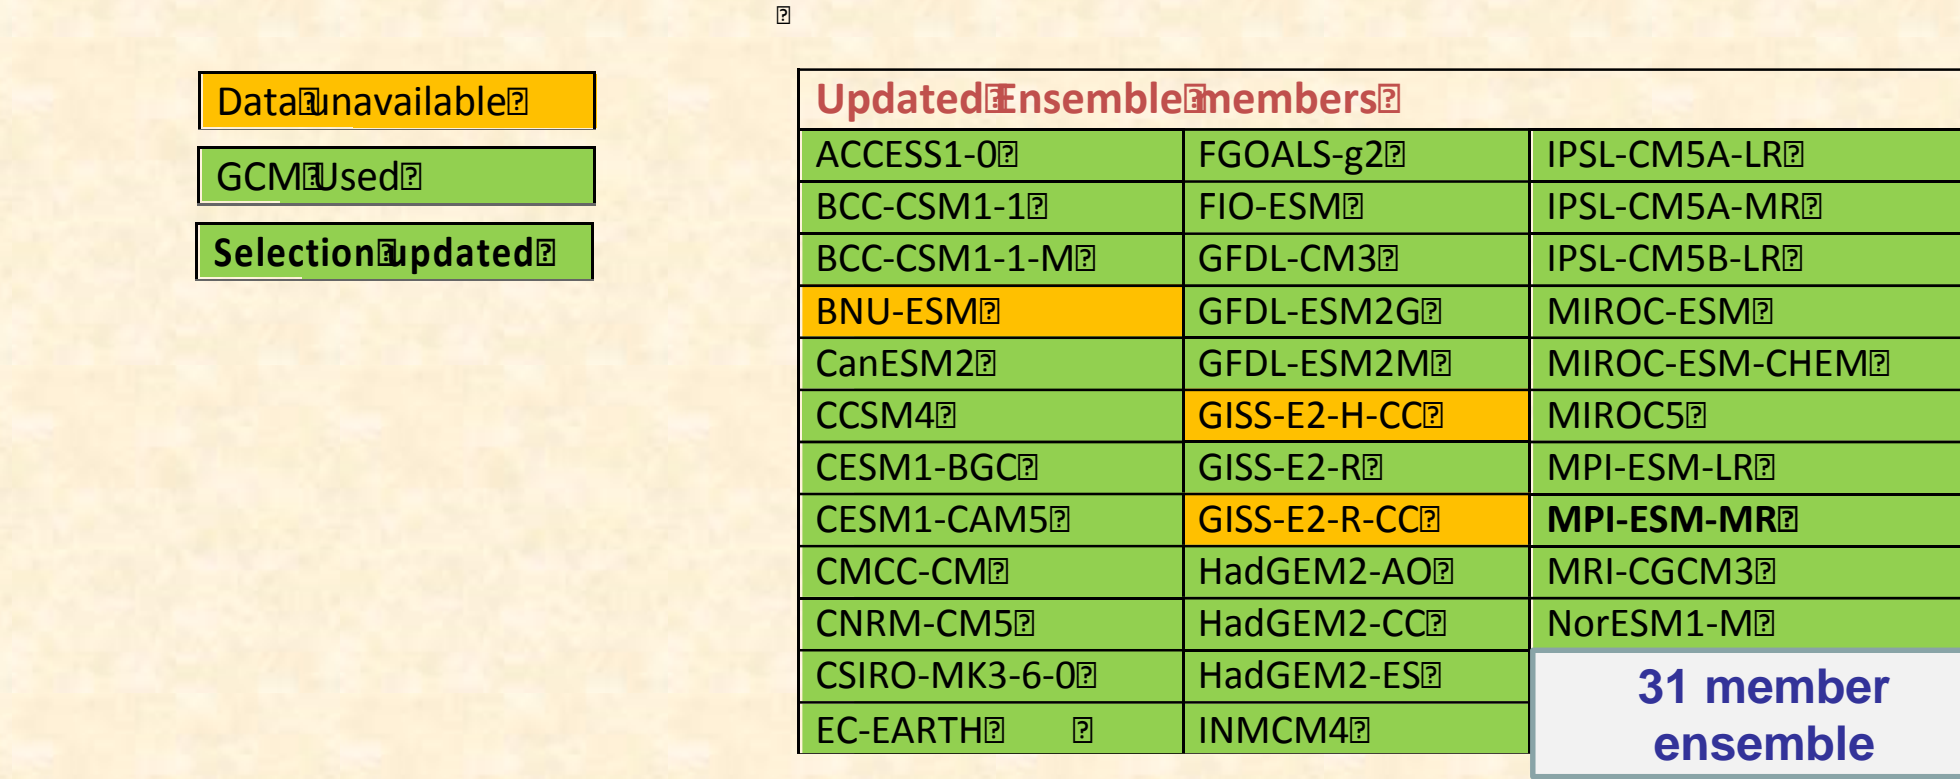 Data unavailable
GCM Used
Selection updated
Updated Ensemble members
ACCESS1-0 FGOALS-g2 IPSL-CM5A-LR
BCC-CSM1-1 FIO-ESM IPSL-CM5A-MR
BCC-CSM1-1-M GFDL-CM3 IPSL-CM5B-LR
BNU-ESM GFDL-ESM2G MIROC-ESM
CanESM2 GFDL-ESM2M MIROC-ESM-CHEM
CCSM4 GISS-E2-H-CC MIROC5
CESM1-BGC GISS-E2-R MPI-ESM-LR
CESM1-CAM5 GISS-E2-R-CC MPI-ESM-MR
CMCC-CM HadGEM2-AO MRI-CGCM3
CNRM-CM5 HadGEM2-CC NorESM1-M
CSIRO-MK3-6-0 HadGEM2-ES
EC-EARTH INMCM4
31 member
ensemble